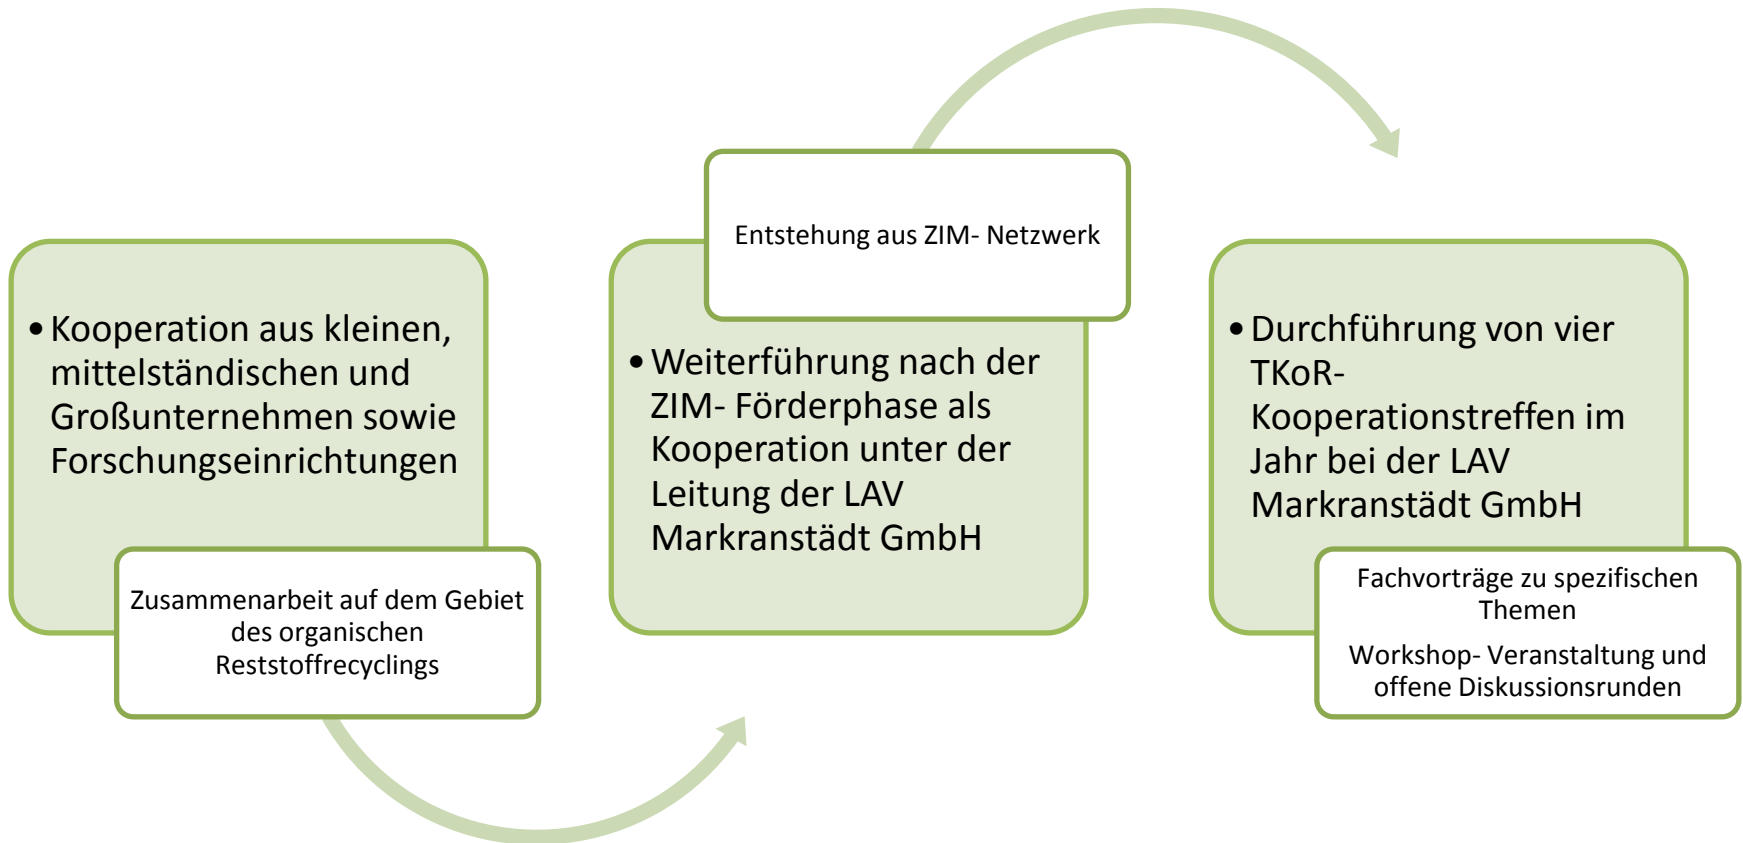 • Kooperation aus kleinen,
mittelständischen und
Großunternehmen sowie
Forschungseinrichtungen
Zusammenarbeit auf dem Gebiet
des organischen
Reststoffrecyclings
Entstehung aus ZIM- Netzwerk
• Weiterführung nach der
ZIM- Förderphase als
Kooperation unter der
Leitung der LAV
Markranstädt GmbH
• Durchführung von vier
TKoR-
Kooperationstreffen im
Jahr bei der LAV
Markranstädt GmbH
Fachvorträge zu spezifischen
Themen
Workshop- Veranstaltung und
offene Diskussionsrunden